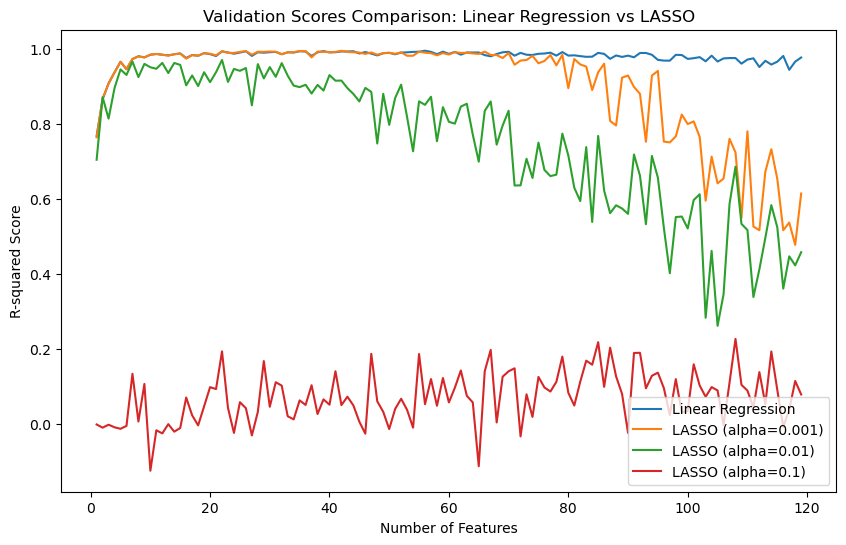 Validation Scores Comparison: Linear Regression vs LASSO
R-squared Score
1.0
0.8
0.6
0.4
0.2
0.0
Linear Regression
LASSO (alpha=0.001)
LASSO (alpha=0.01)
LASSO (alpha=0.1)
0 20 40 60 80 100 120
Number of Features